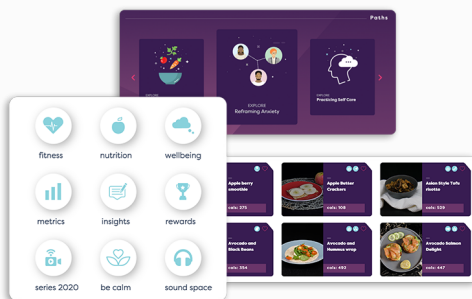 Paths
EXPLORE
EXPLORE
Reframing Anxiety
EXPLORE
Practicing Self Care
fitness
nutrition
wellbeing
metrics
insights
rewards
series 2020
be calm
sound space
Apple berry
smoothie
cals: 275
Apple Butter
Crackers
cals: 108
Asian Style Tofu
risotto
cals: 509
Avocado and
Black Beans
cals: 354
Avocado and
Hummus wrap
cals: 492
Avocado Salmon
Delight
cals: 447